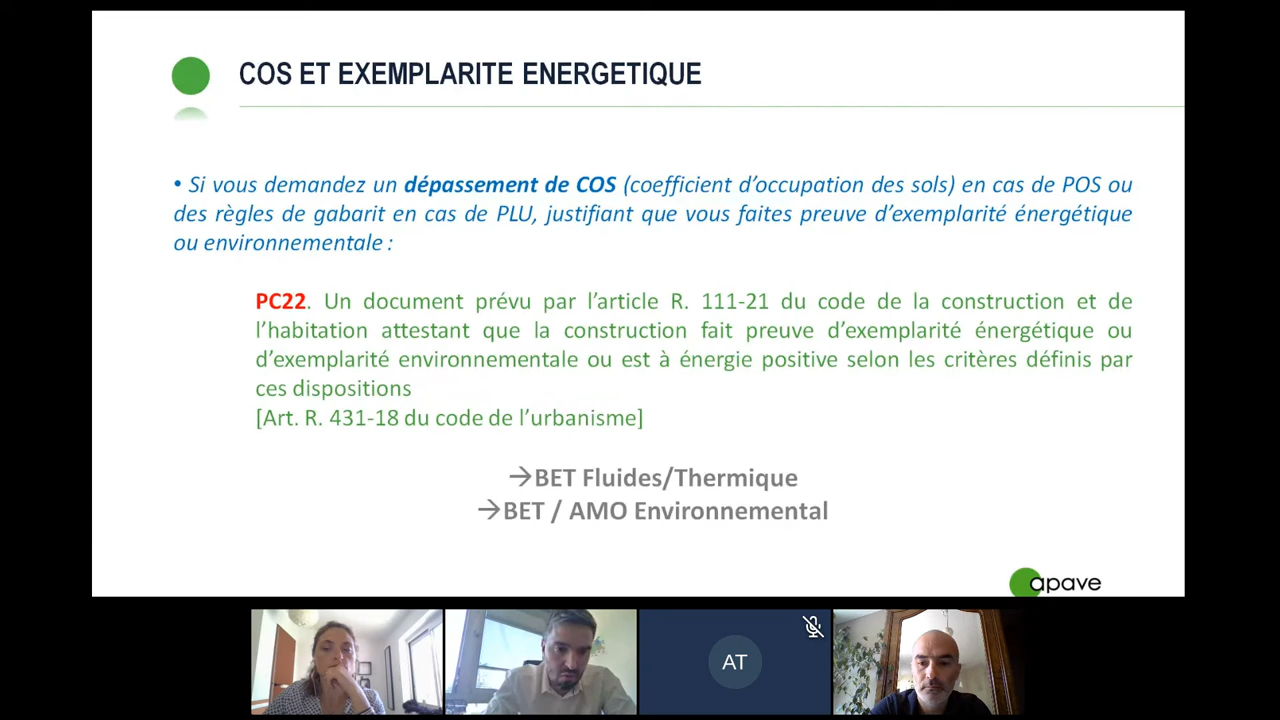 COS ET EXEMPLARITE ENERGETIQUE
• Si vous demandez un dépassement de COS (coefficient d’occupation des sols) en cas de POS ou
des règles de gabarit en cas de PLU, justifiant que vous faites preuve d’exemplarité énergétique
ou environnementale :
PC22. Un document prévu par l’article R. 111-21 du code de la construction et de
l’habitation attestant que la construction fait preuve d’exemplarité énergétique ou
d’exemplarité environnementale ou est à énergie positive selon les critères définis par
ces dispositions
[Art. R. 431-18 du code de l’urbanisme]
→BET Fluides/Thermique
→BET / AMO Environnemental
apave
AT